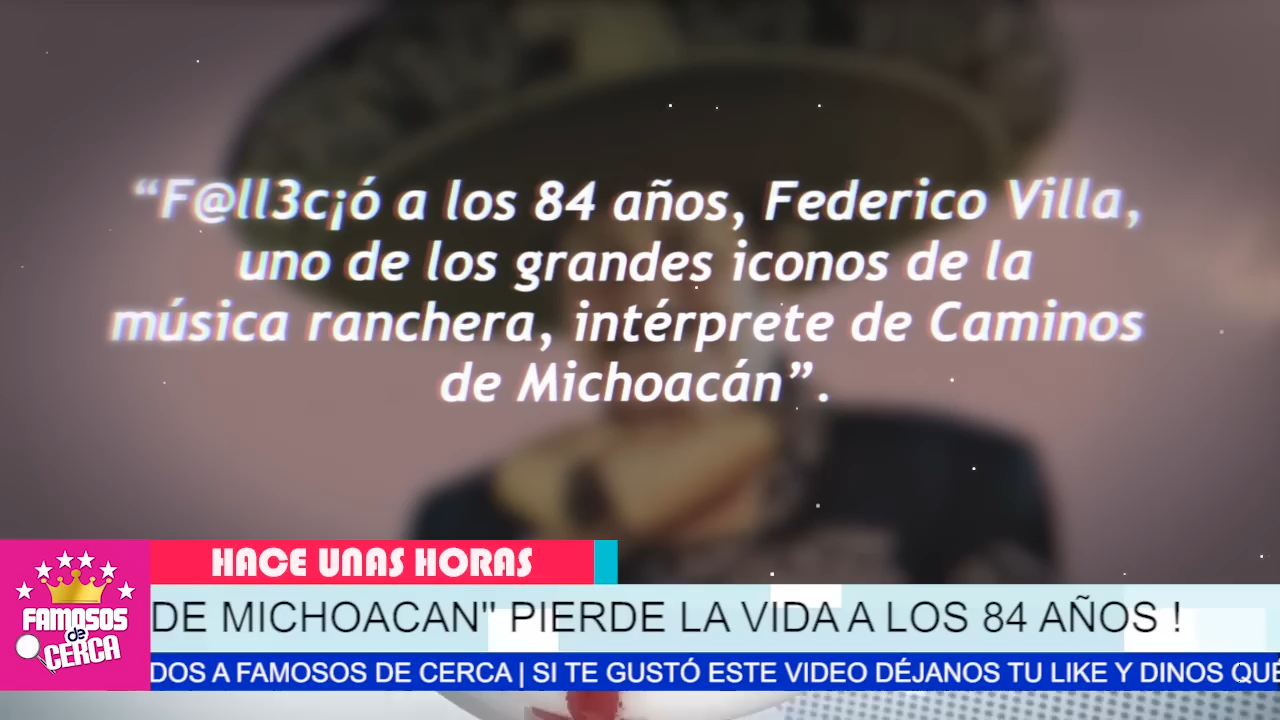 “F@ll3c¡ó a los 84 años, Federico Villa,
uno de los grandes iconos de la
música ranchera, intérprete de Caminos
de Michoacán”.
HACE UNAS HORAS
FAMOSOS
de
CERCA
DE MICHOACAN" PIERDE LA VIDA A LOS 84 AÑOS !
DOS A FAMOSOS DE CERCA | SI TE GUSTÓ ESTE VIDEO DÉJANOS TU LIKE Y DINOS QUE